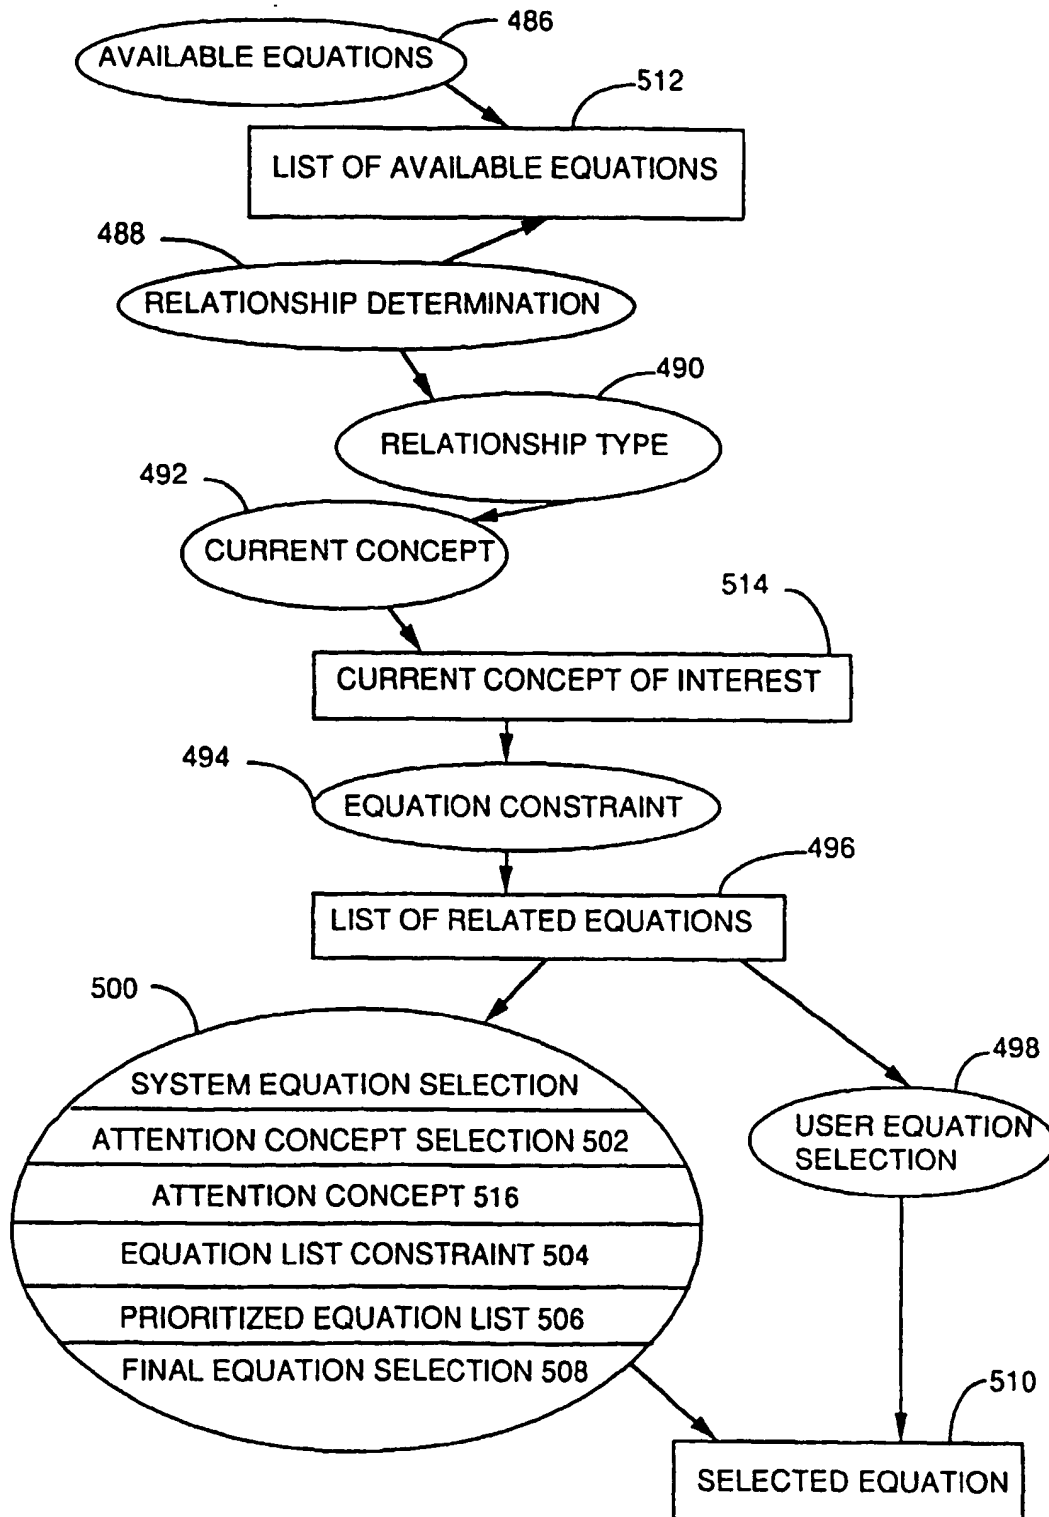 486
AVAILABLE EQUATIONS
512
LIST OF AVAILABLE EQUATIONS
488
RELATIONSHIP DETERMINATION
490
RELATIONSHIP TYPE
492
CURRENT CONCEPT
514
CURRENT CONCEPT OF INTEREST
494
EQUATION CONSTRAINT
496
LIST OF RELATED EQUATIONS
500
SYSTEM EQUATION SELECTION
ATTENTION CONCEPT SELECTION 502
ATTENTION CONCEPT 516
EQUATION LIST CONSTRAINT 504
PRIORITIZED EQUATION LIST 506
FINAL EQUATION SELECTION 508
498
USER EQUATION
SELECTION
510
SELECTED EQUATION